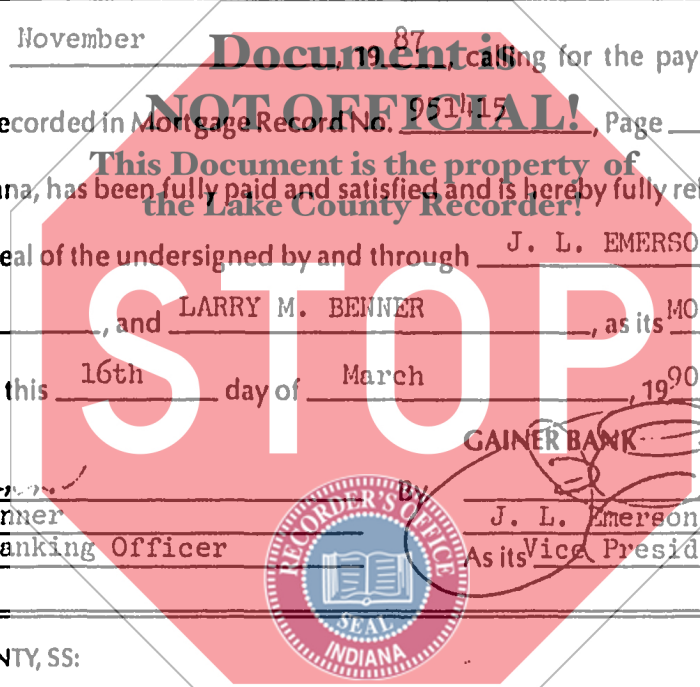 November , 19 87 , calling for the pay
Document is
ecorded in Mortgage Record No. 951415 , Page
NOT OFFICIAL!
This Document is the property of
na, has been fully paid and satisfied and is hereby fully rel
the Lake County Recorder!
eal of the undersigned by and through J. L. EMERSO
STOP
, and LARRY M. BENNER , as its MO
this 16th day of March , 19 90
GAINER BANK
By
nner J. L. Emerson
anking Officer As its Vice Presid
RECORDER'S OFFICE
SEAL
INDIANA
NTY, SS: